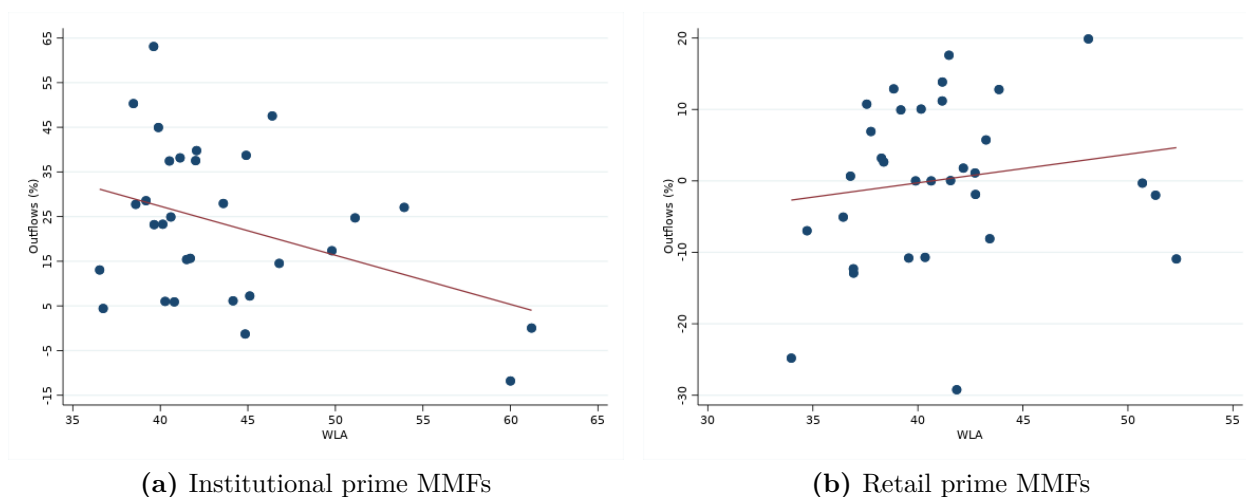 Outflows (%)
65
55
45
35
25
15
5
-5
-15
35 40 45 50 55 60 65
WLA
(a) Institutional prime MMFs
Outflows (%)
20
10
0
-10
-20
-30
30 35 40 45 50 55
WLA
(b) Retail prime MMFs